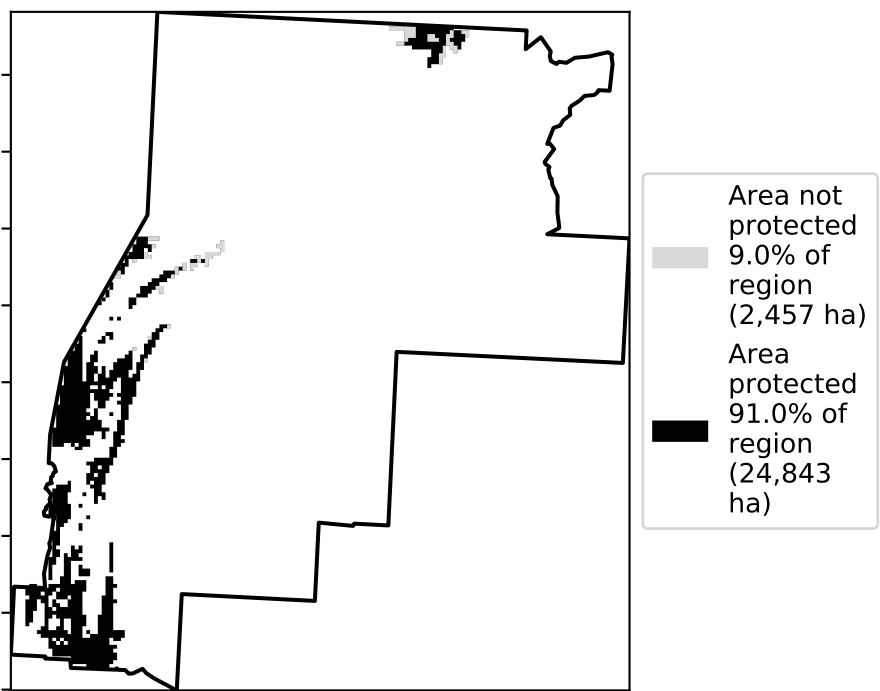 Area not
protected
9.0% of
region
(2,457 ha)
Area
protected
91.0% of
region
(24,843
ha)